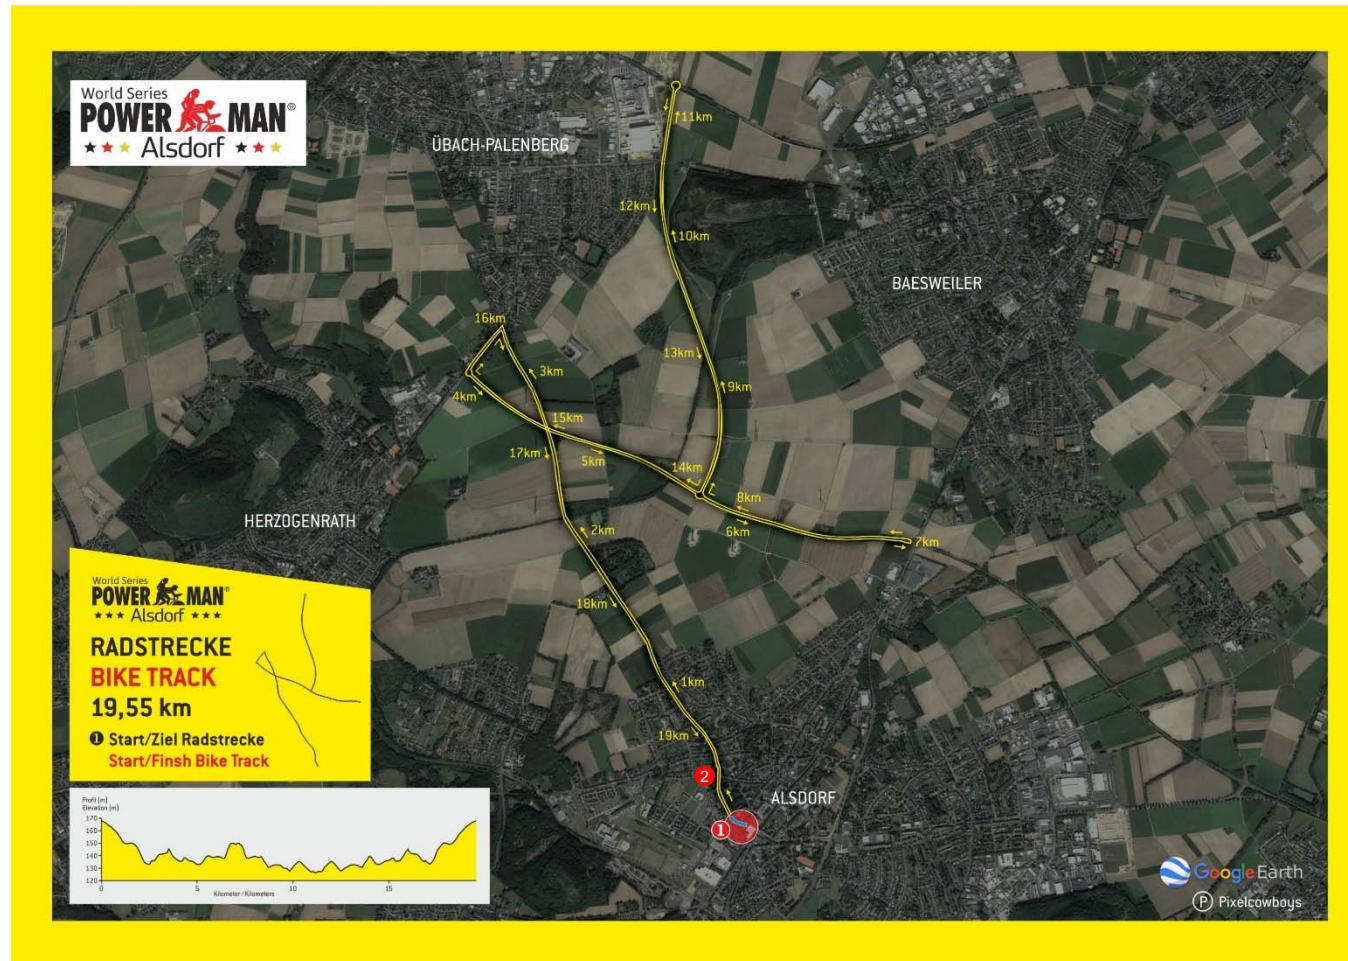 World Series
POWER MAN®
Alsdorf
ÜBACH-PALENBERG
11km
12km
10km
BAESWEILER
16km
13km
3km
9km
4km
15km
17km
5km
14km
8km
HERZOGENRATH
2km
6km
7km
World Series
POWER MAN®
Alsdorf
18km
RADSTRECKE
BIKE TRACK
1km
19,55 km
19km
1 Start/Ziel Radstrecke
Start/Finsh Bike Track
2
ALSDORF
1
Profil [m]
Elevation [m]
170
160
150
140
130
120
0
5
10
15
Kilometer / Kilometers
Google Earth
P Pixelcowboys